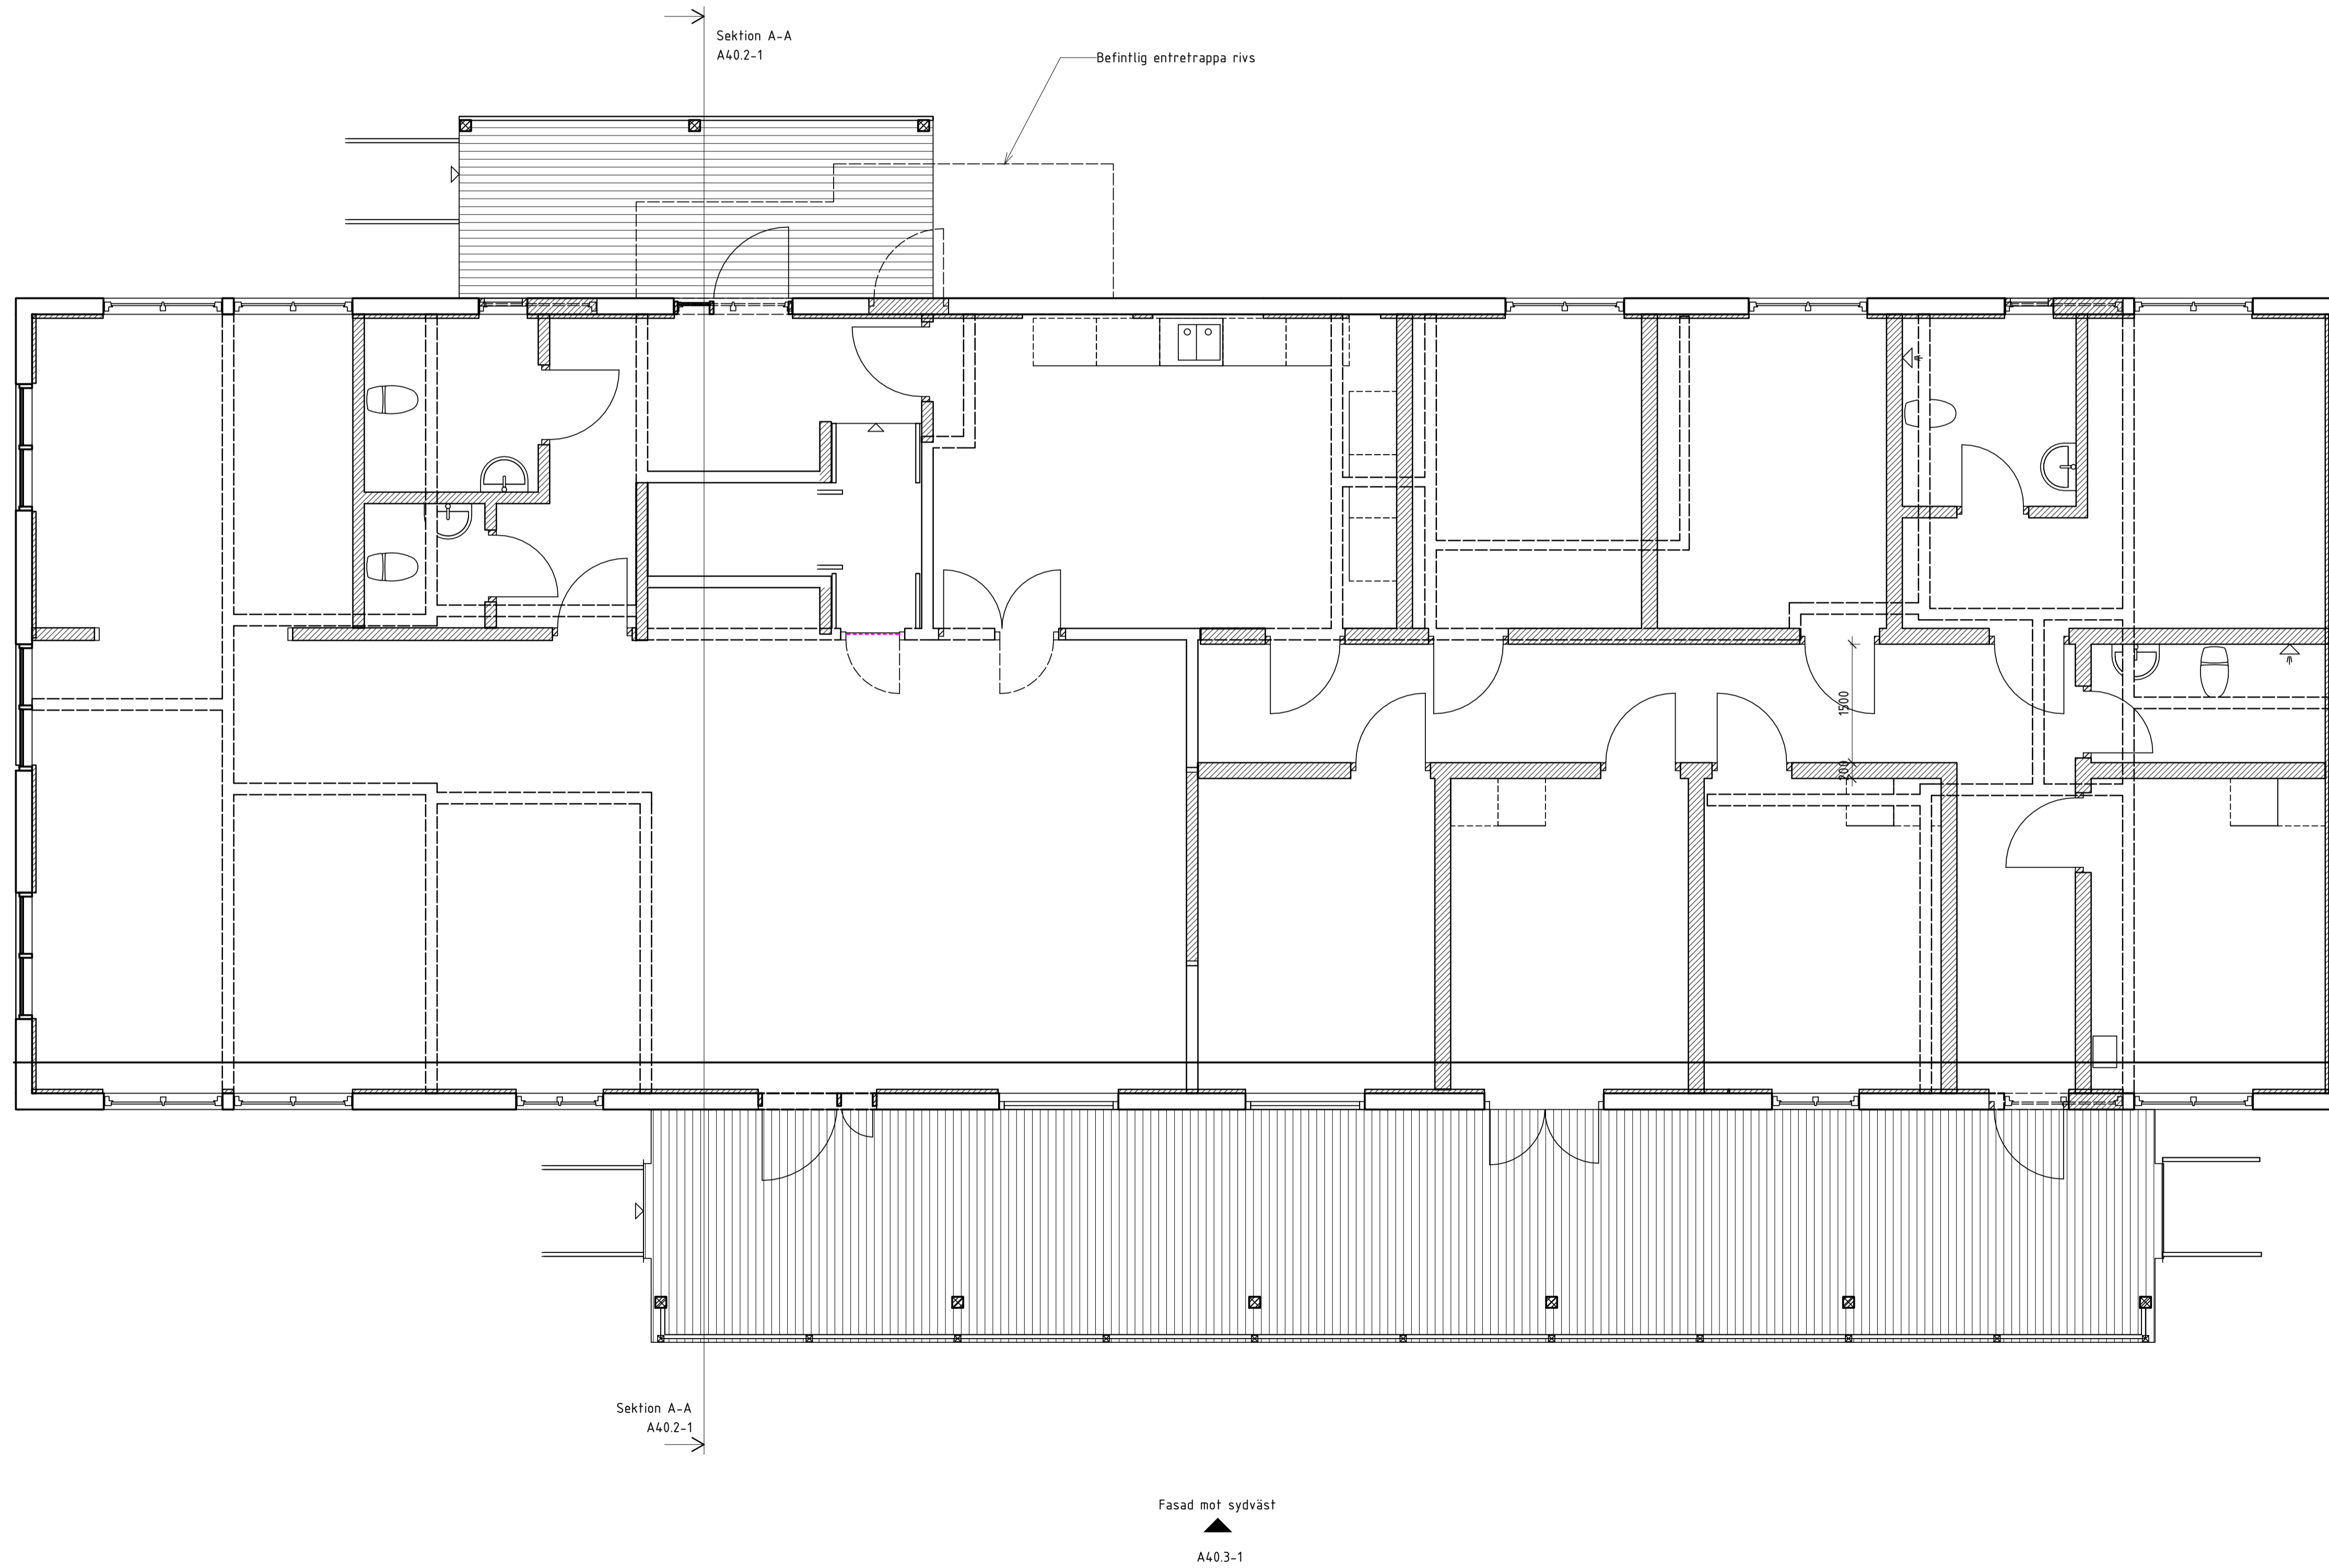 Sektion A-A
A40.2-1
Befintlig entretrappa rivs
1500
200
Sektion A-A
A40.2-1
Fasad mot sydväst
A40.3-1